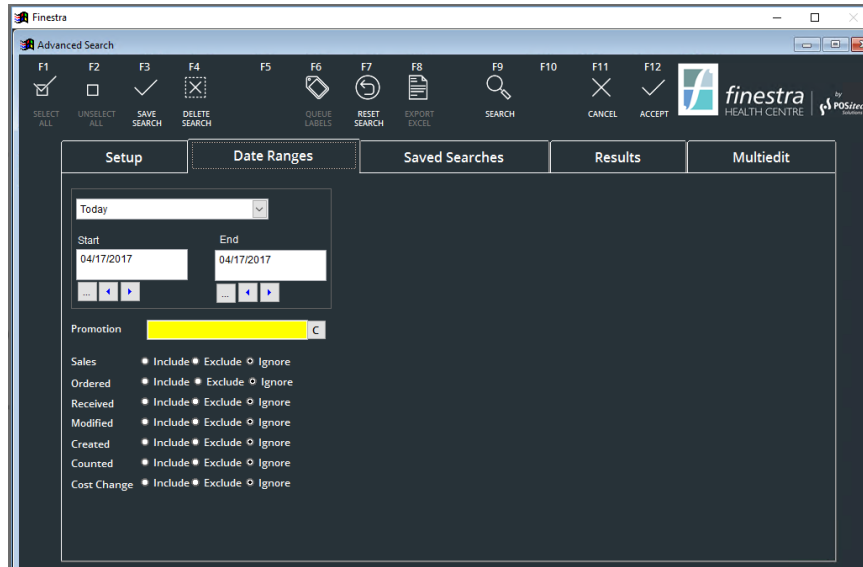 Finestra
Advanced Search
F1 F2 F3 F4 F5 F6 F7 F8 F9 F10 F11 F12
SELECT ALL
UNSELECT ALL
SAVE SEARCH
DELETE SEARCH
QUEUE LABELS
RESET SEARCH
EXPORT EXCEL
SEARCH
CANCEL
ACCEPT
finestra
HEALTH CENTRE
by
POSitec
Solutions
Setup Date Ranges Saved Searches Results Multiedit
Today
Start End
04/17/2017 04/17/2017
... ...
Promotion C
Sales Include Exclude Ignore
Ordered Include Exclude Ignore
Received Include Exclude Ignore
Modified Include Exclude Ignore
Created Include Exclude Ignore
Counted Include Exclude Ignore
Cost Change Include Exclude Ignore